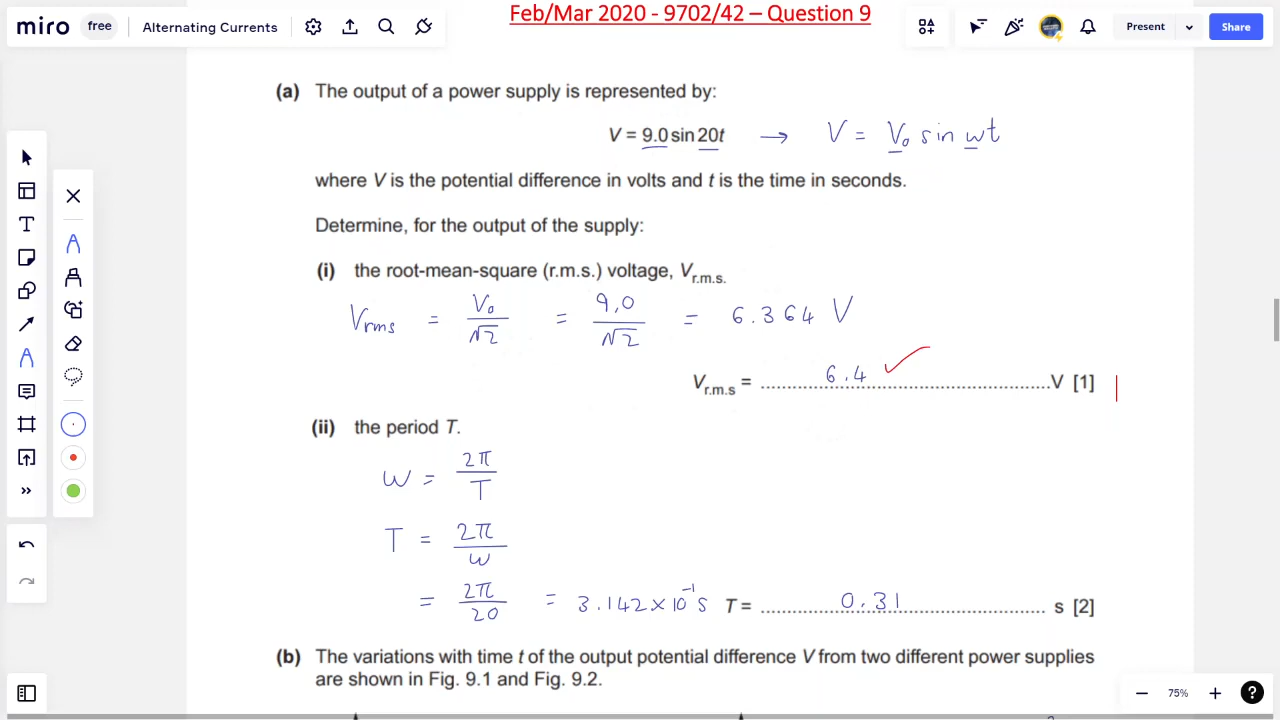 Feb/Mar 2020 - 9702/42 – Question 9
miro free Alternating Currents Present Share
(a) The output of a power supply is represented by:
V = 9.0 sin 20t → V = V₀ sin ωt
where V is the potential difference in volts and t is the time in seconds.
Determine, for the output of the supply:
(i) the root-mean-square (r.m.s.) voltage, V r.m.s.
Vrms = V₀/√2 = 9,0/√2 = 6.364 V
V r.m.s = 6.4 V [1]
(ii) the period T.
ω = 2π/T
T = 2π/ω
= 2π/20 = 3.142 × 10⁻¹ s T = 0.31 s [2]
(b) The variations with time t of the output potential difference V from two different power supplies
are shown in Fig. 9.1 and Fig. 9.2.
75%